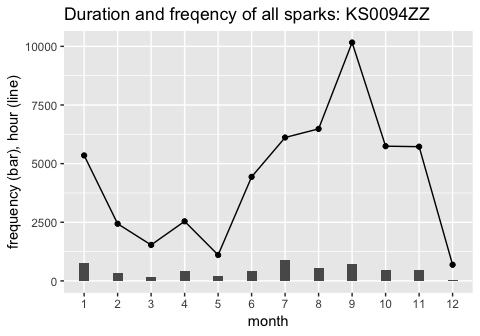 Duration and freqency of all sparks: KS0094ZZ
frequency (bar), hour (line)
10000
7500
5000
2500
0
1 2 3 4 5 6 7 8 9 10 11 12
month